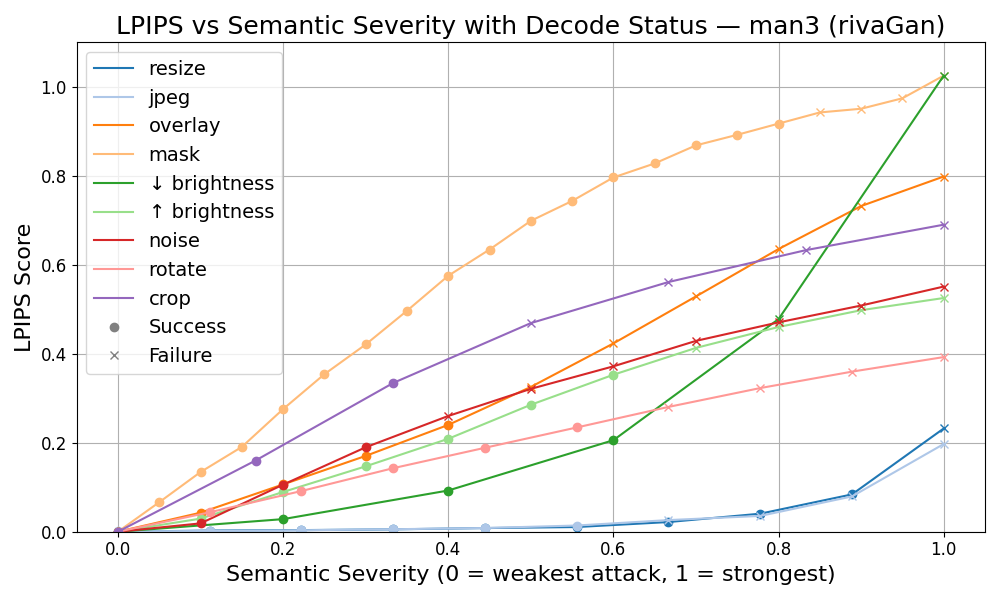 LPIPS vs Semantic Severity with Decode Status — man3 (rivaGan)
LPIPS Score
1.0
0.8
0.6
0.4
0.2
0.0
resize
jpeg
overlay
mask
↓ brightness
↑ brightness
noise
rotate
crop
Success
Failure
0.0 0.2 0.4 0.6 0.8 1.0
Semantic Severity (0 = weakest attack, 1 = strongest)